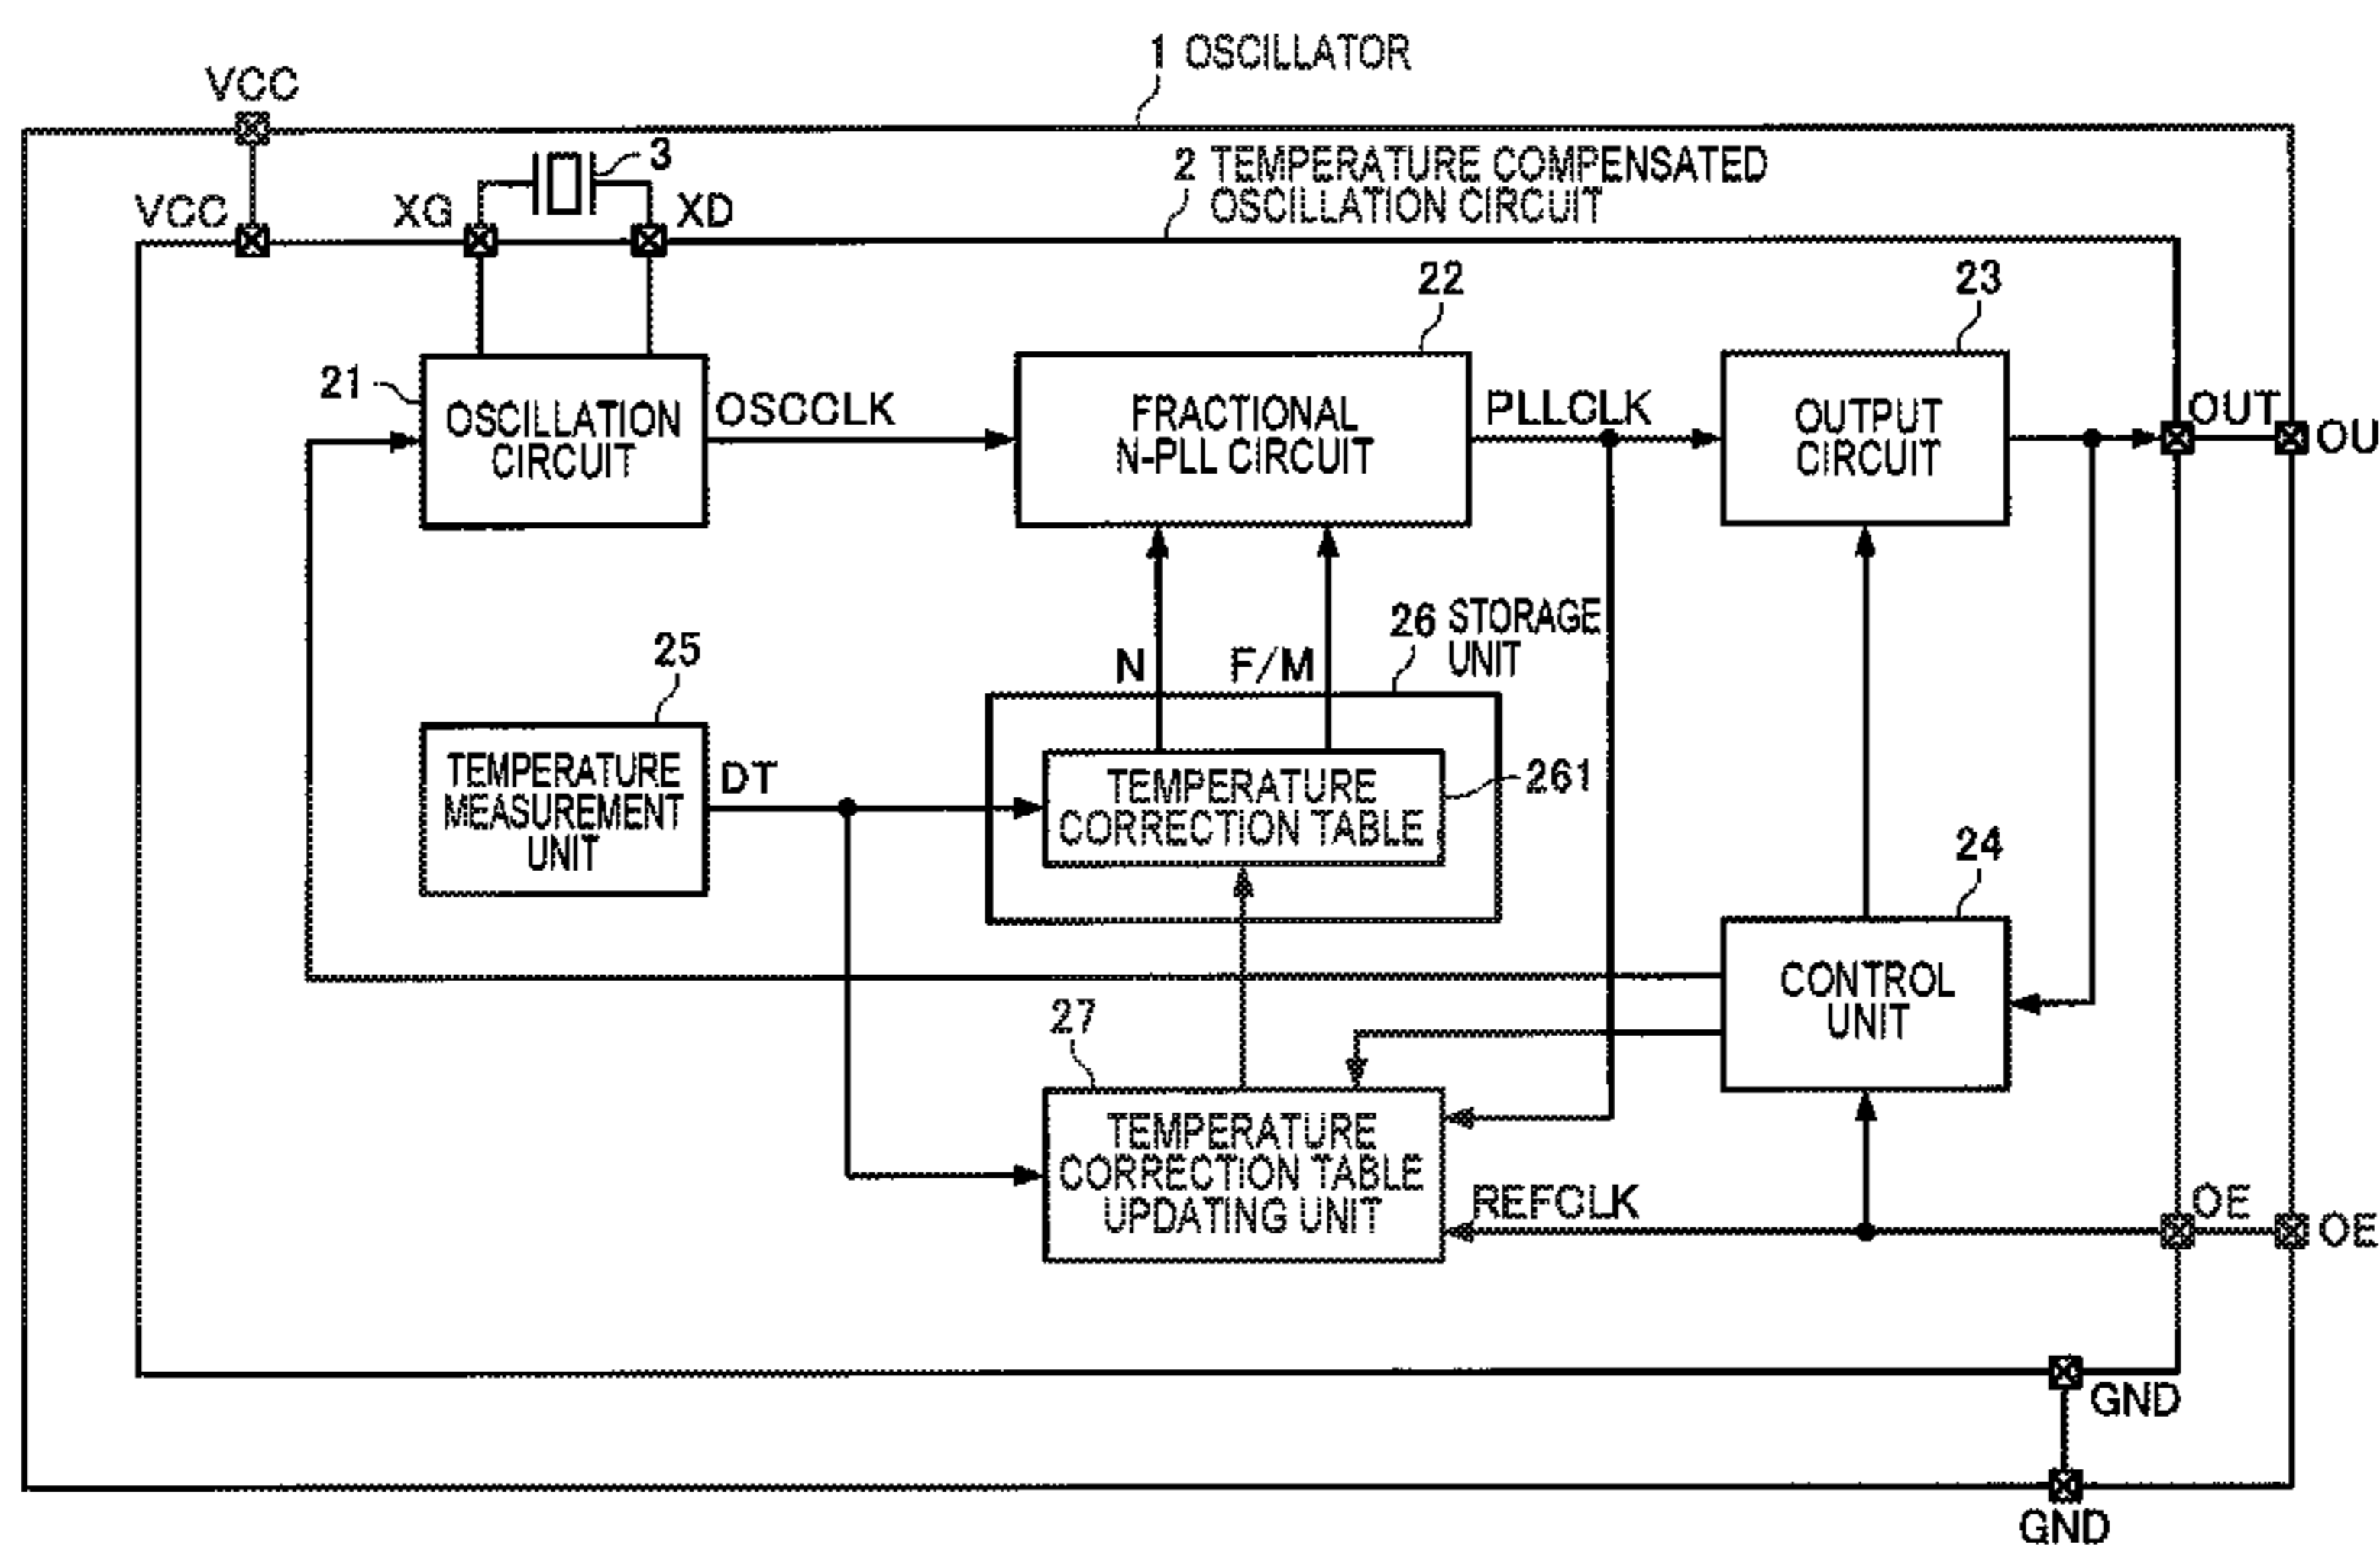 1 OSCILLATOR
VCC
3
2 TEMPERATURE COMPENSATED
OSCILLATION CIRCUIT
VCC
XG
XD
22
23
21
OSCILLATION
CIRCUIT
OSCCLK
FRACTIONAL
N-PLL CIRCUIT
PLLCLK
OUTPUT
CIRCUIT
OUT
OU
26 STORAGE
UNIT
25
N
F/M
TEMPERATURE
MEASUREMENT
UNIT
DT
TEMPERATURE
CORRECTION TABLE
261
24
CONTROL
UNIT
27
TEMPERATURE
CORRECTION TABLE
UPDATING UNIT
REFCLK
OE
OE
GND
GND